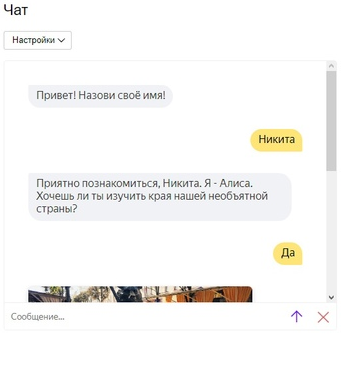 Чат
Настройки
Привет! Назови своё имя!
Никита
Приятно познакомиться, Никита. Я - Алиса.
Хочешь ли ты изучить края нашей необъятной
страны?
Да
Сообщение...